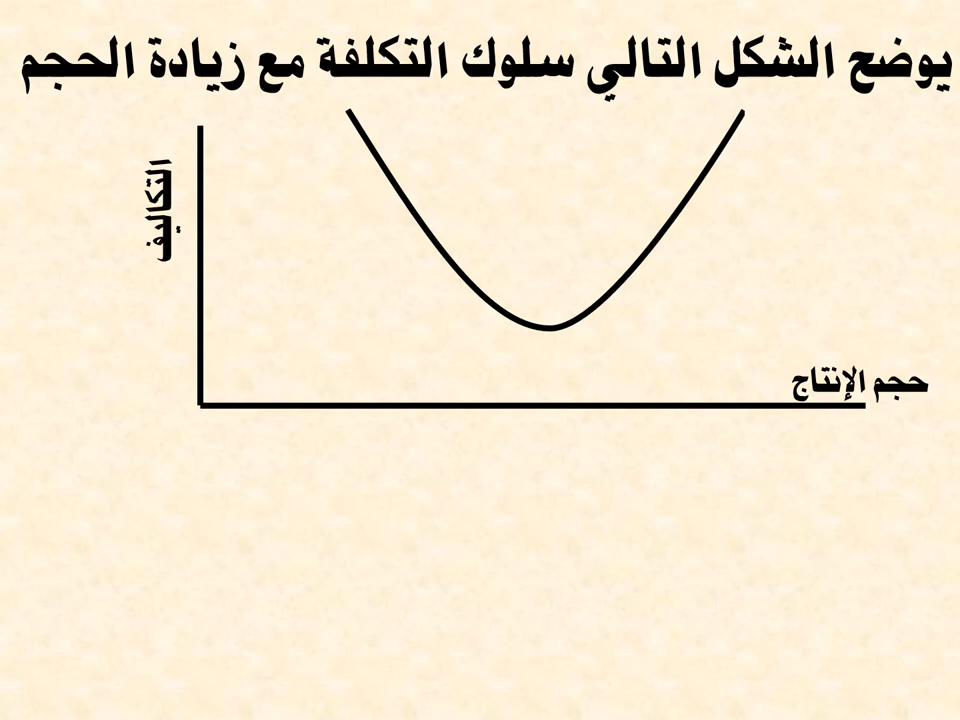 يوضح الشكل التالي سلوك التكلفة مع زيادة الحجم
التكاليف
حجم الإنتاج